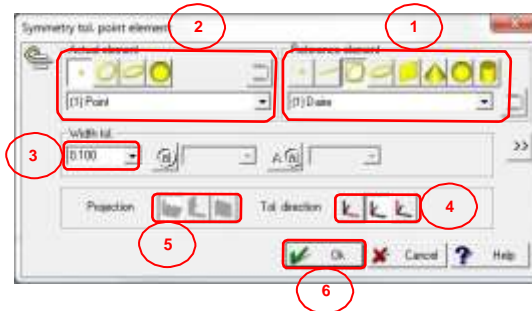 Symmetry tol. point element
2
1
Actual element
Reference element
(1) Point
(1) Daire
Width tol.
3
0.100
>>
Projection
Tol. direction
4
5
Ok
Cancel
Help
6